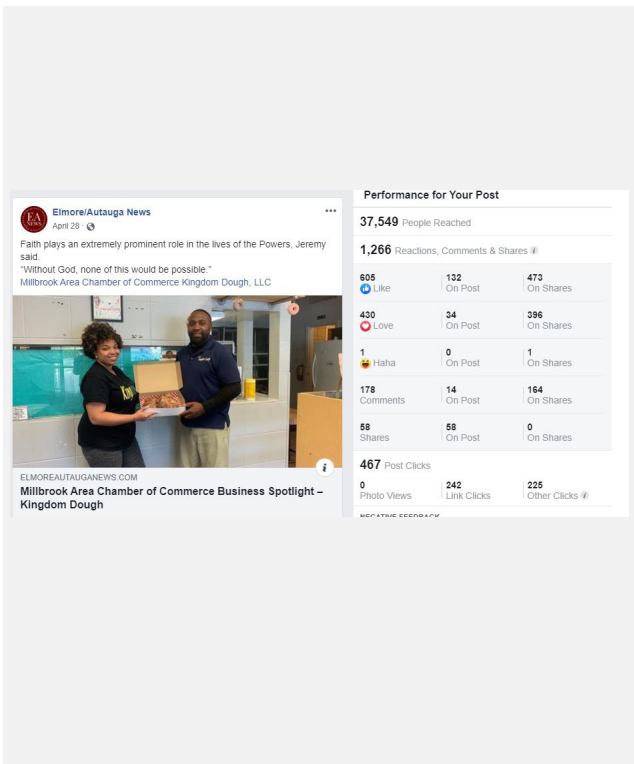 EA
NEWS
Elmore/Autauga News
April 28 ·
Faith plays an extremely prominent role in the lives of the Powers, Jeremy
said.
"Without God, none of this would be possible."
Millbrook Area Chamber of Commerce Kingdom Dough, LLC
ELMOREAUTAUGANEWS.COM
Millbrook Area Chamber of Commerce Business Spotlight –
Kingdom Dough
Performance for Your Post
37,549 People Reached
1,266 Reactions, Comments & Shares
605 132 473
Like On Post On Shares
430 34 396
Love On Post On Shares
1 0 1
Haha On Post On Shares
178 14 164
Comments On Post On Shares
58 58 0
Shares On Post On Shares
467 Post Clicks
0 242 225
Photo Views Link Clicks Other Clicks
NEGATIVE FEEDBACK